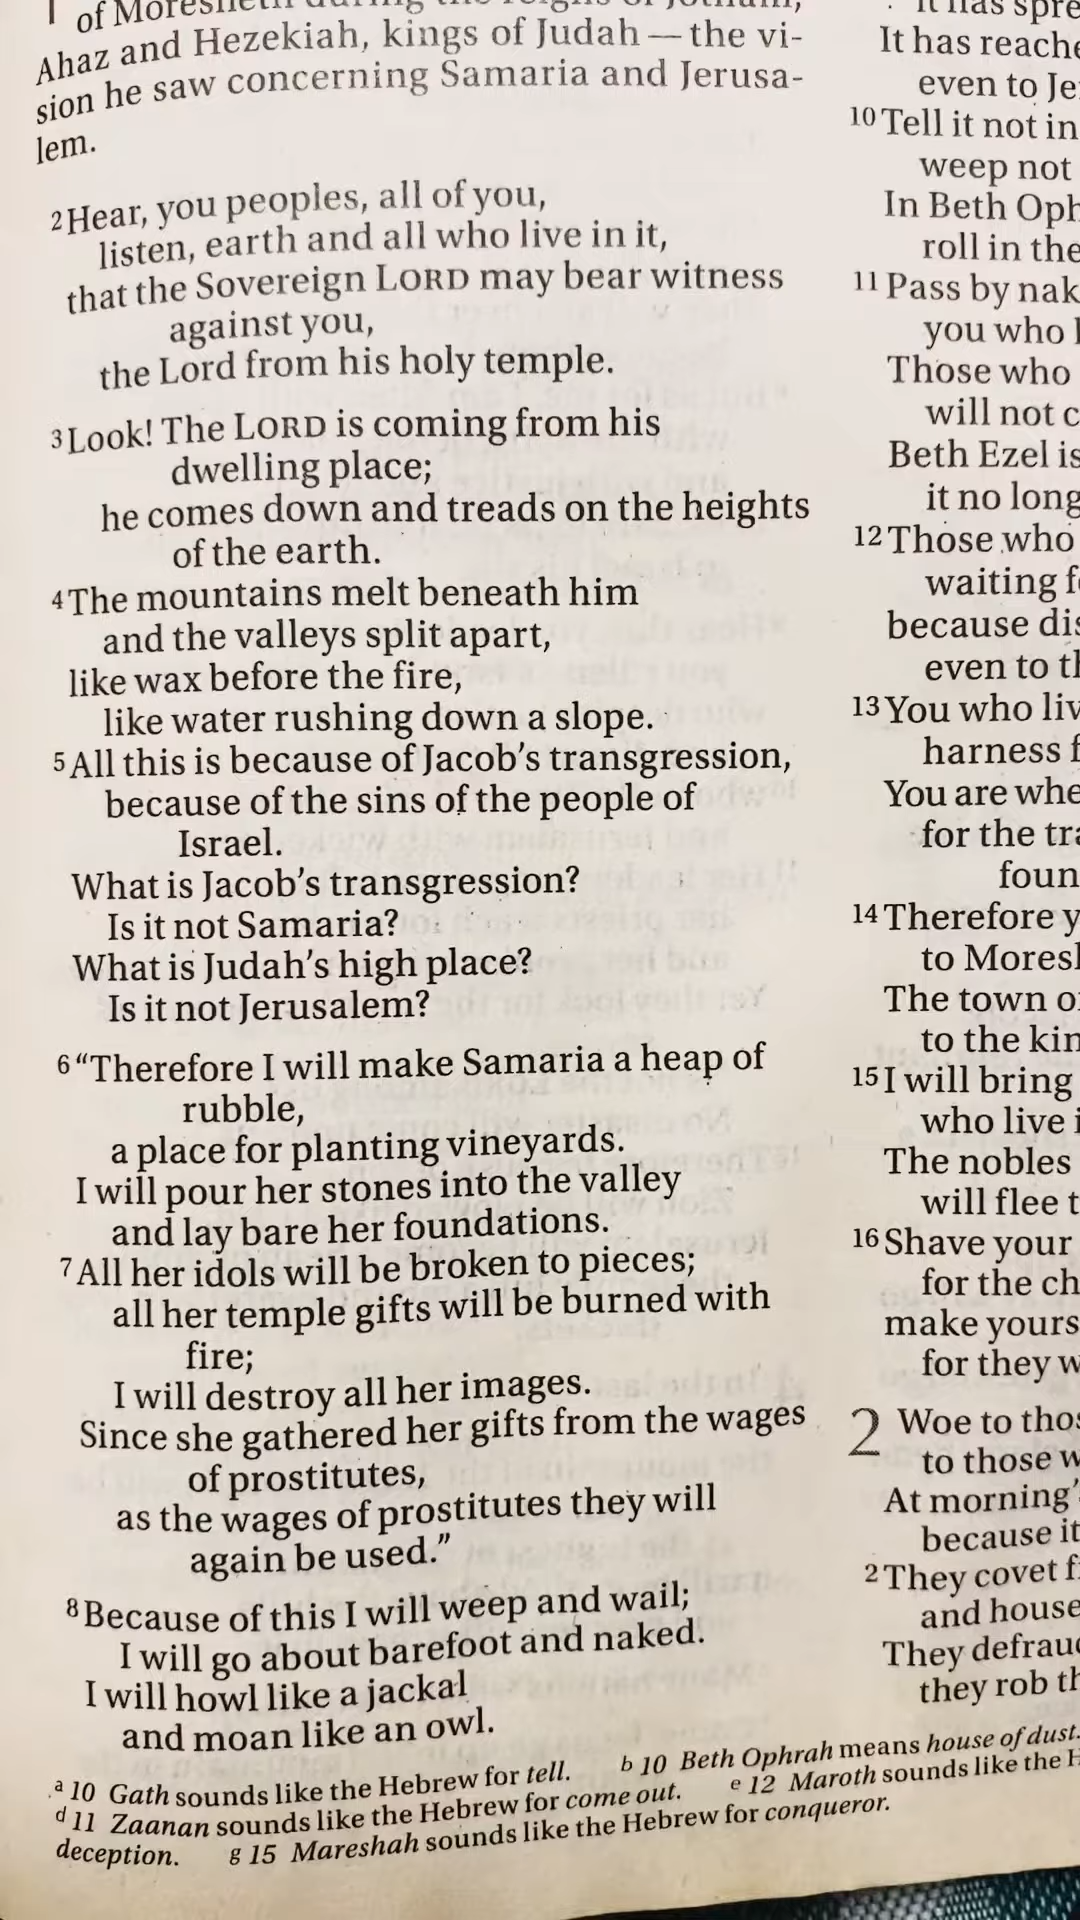 of Moresheth during the reigns of Jotham,
Ahaz and Hezekiah, kings of Judah — the vi-
sion he saw concerning Samaria and Jerusa-
lem.
2 Hear, you peoples, all of you,
listen, earth and all who live in it,
that the Sovereign LORD may bear witness
against you,
the Lord from his holy temple.
3 Look! The LORD is coming from his
dwelling place;
he comes down and treads on the heights
of the earth.
4 The mountains melt beneath him
and the valleys split apart,
like wax before the fire,
like water rushing down a slope.
5 All this is because of Jacob’s transgression,
because of the sins of the people of
Israel.
What is Jacob’s transgression?
Is it not Samaria?
What is Judah’s high place?
Is it not Jerusalem?
6 “Therefore I will make Samaria a heap of
rubble,
a place for planting vineyards.
I will pour her stones into the valley
and lay bare her foundations.
7 All her idols will be broken to pieces;
all her temple gifts will be burned with
fire;
I will destroy all her images.
Since she gathered her gifts from the wages
of prostitutes,
as the wages of prostitutes they will
again be used.”
8 Because of this I will weep and wail;
I will go about barefoot and naked.
I will howl like a jackal
and moan like an owl.
It has
It has
even to
10 Tell it not in
weep not
In Beth
roll in the
11 Pass by
you who
Those who
will not
Beth Ezel is
it no
12 Those who
waiting
because
even to
13 You who
harness
You are
for the
14 Therefore
to
The town
to the
15 I will bring
who live
The nobles
will flee
16 Shave your
for the
make
for they
2 Woe to
to those
At morning’
because it
2 They covet
and
They
they rob
a 10 Gath sounds like the Hebrew for tell. b 10 Beth Ophrah means house of dust.
d 11 Zaanan sounds like the Hebrew for come out. e 12 Maroth sounds like the
deception. g 15 Mareshah sounds like the Hebrew for conqueror.